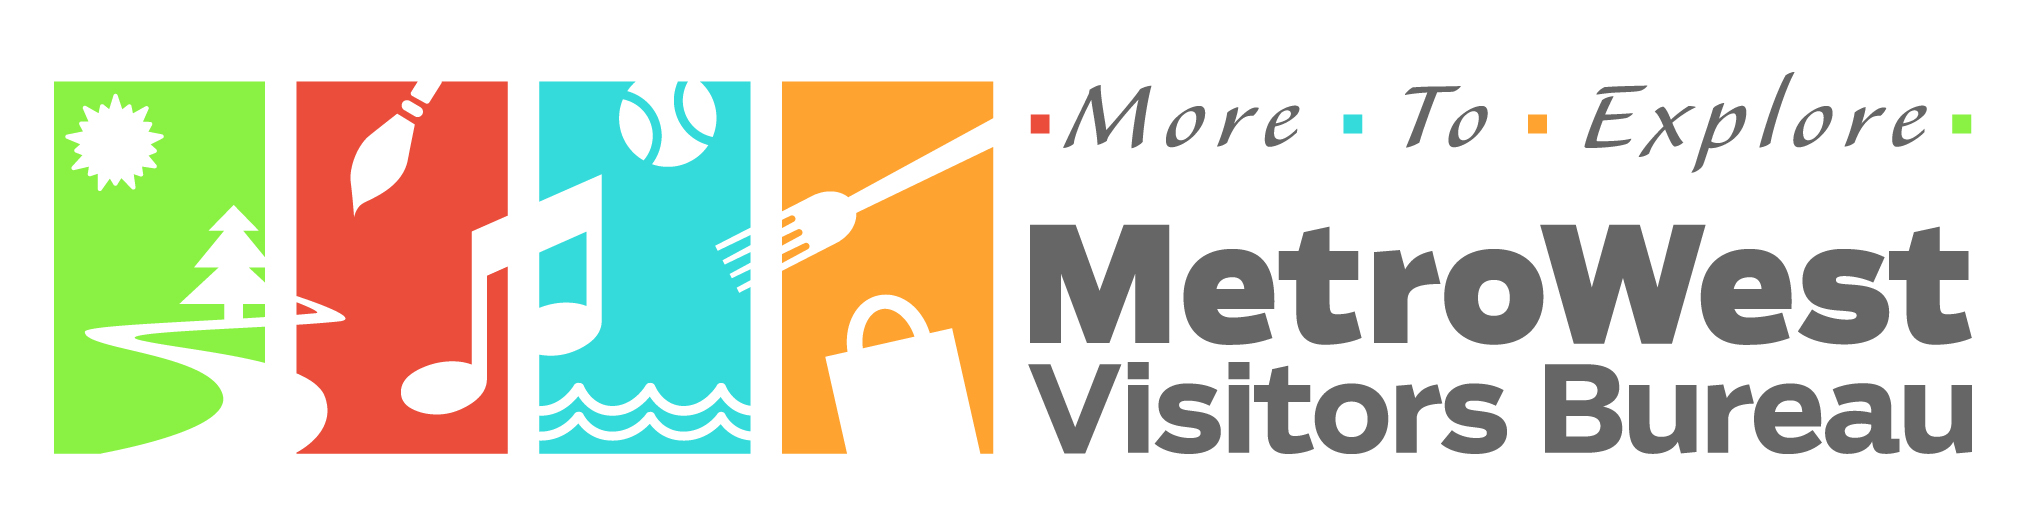 ▪ More ▪ To ▪ Explore ▪
MetroWest
Visitors Bureau